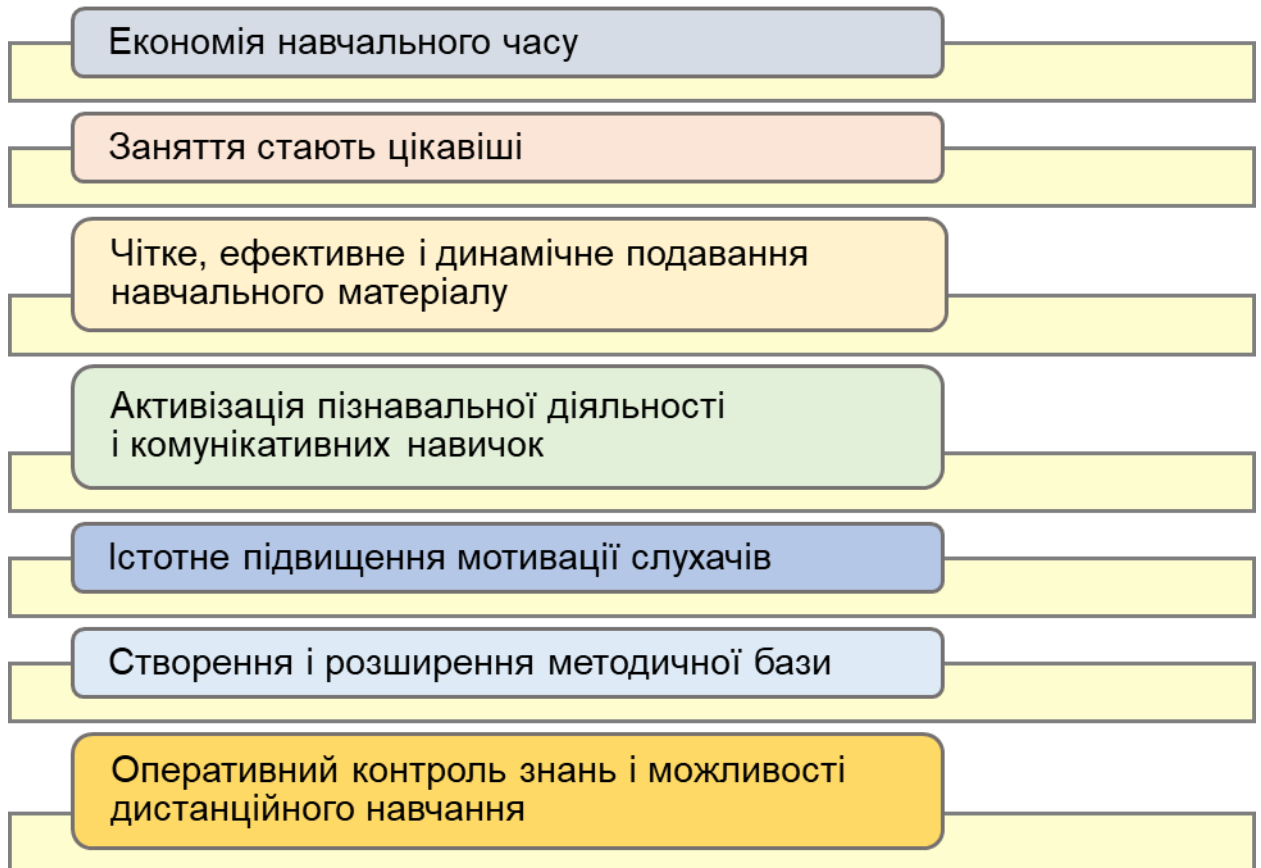 Економія навчального часу
Заняття стають цікавіші
Чітке, ефективне і динамічне подавання
навчального матеріалу
Активізація пізнавальної діяльності
і комунікативних навичок
Істотне підвищення мотивації слухачів
Створення і розширення методичної бази
Оперативний контроль знань і можливості
дистанційного навчання